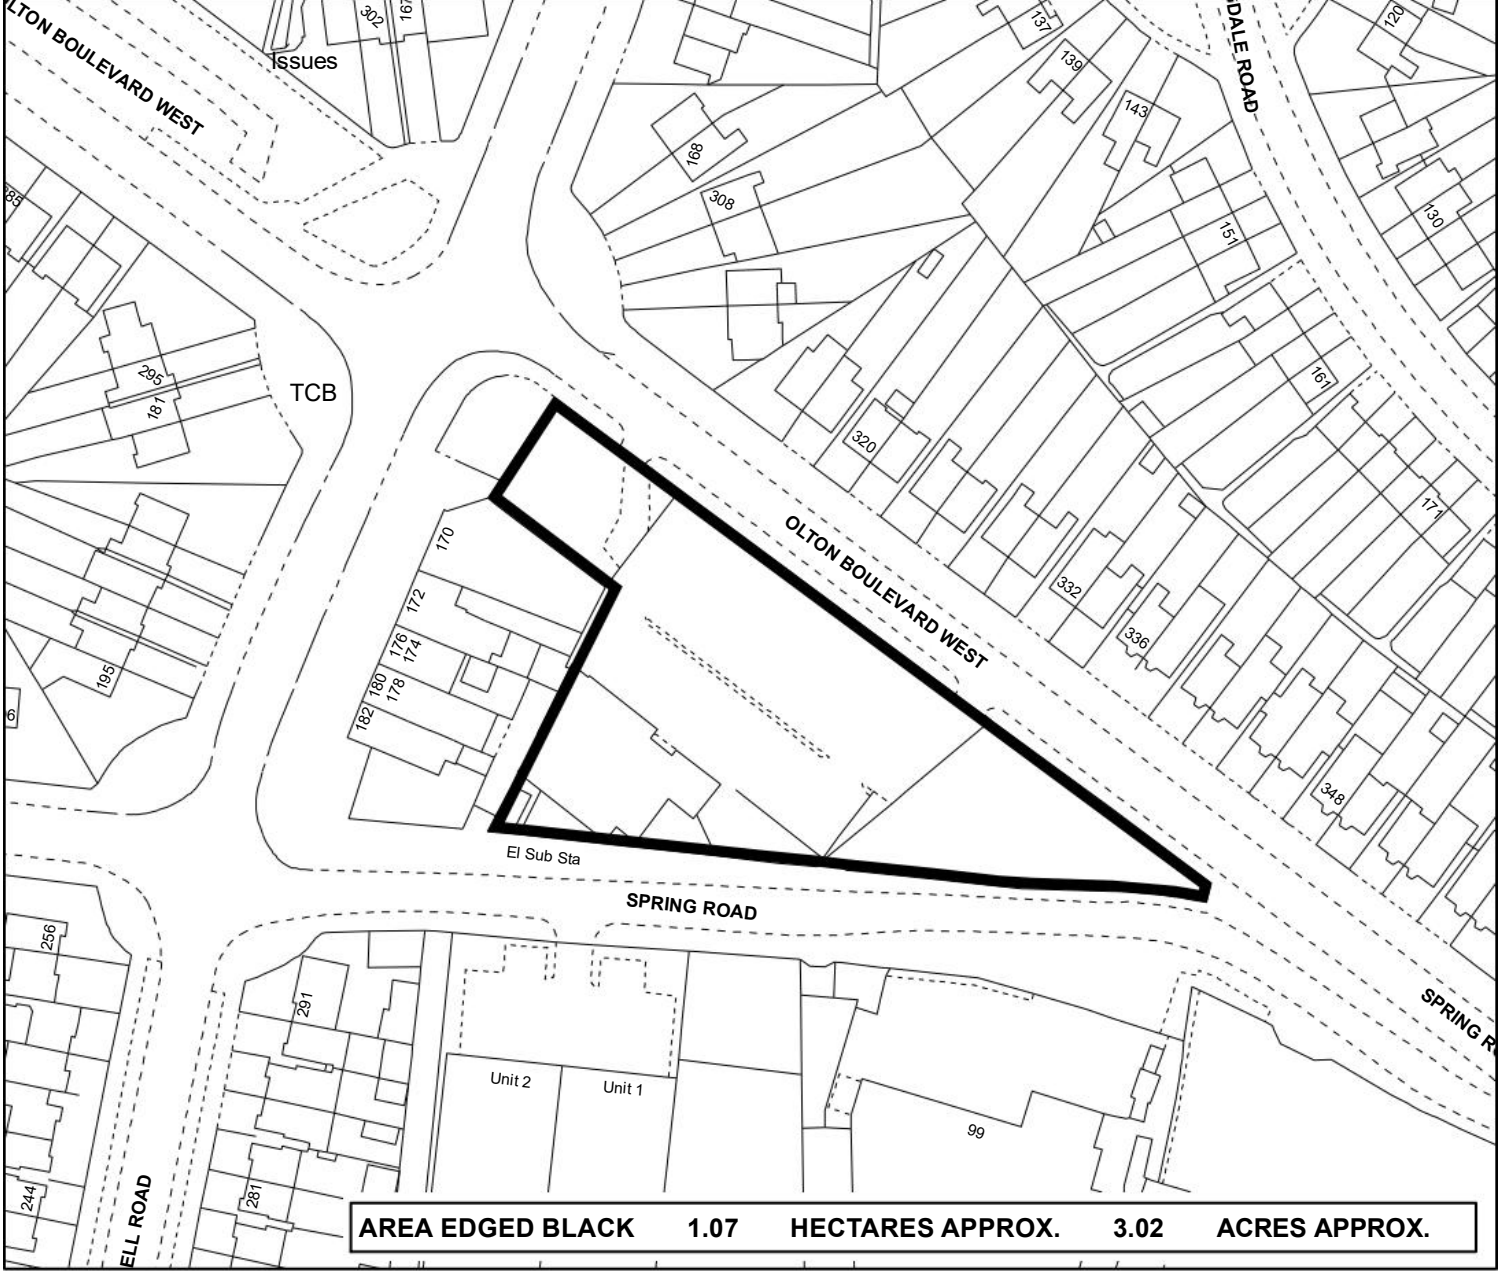 302
167
137
120
139
143
LTON BOULEVARD WEST
Issues
DALE ROAD
168
308
130
151
85
295
181
TCB
161
320
171
170
172
176
174
180
178
182
OLTON BOULEVARD WEST
332
336
195
6
348
El Sub Sta
SPRING ROAD
256
291
SPRING R
Unit 2
Unit 1
99
244
281
ELL ROAD
AREA EDGED BLACK 1.07 HECTARES APPROX. 3.02 ACRES APPROX.